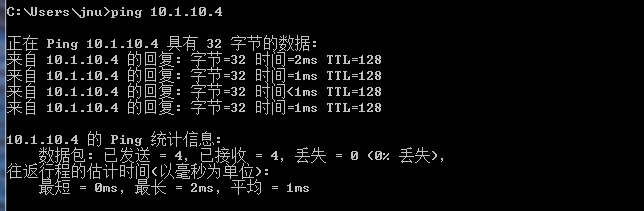 C:\Users\jnu>ping 10.1.10.4
正在 Ping 10.1.10.4 具有 32 字节的数据:
来自 10.1.10.4 的回复: 字节=32 时间=2ms TTL=128
来自 10.1.10.4 的回复: 字节=32 时间=1ms TTL=128
来自 10.1.10.4 的回复: 字节=32 时间<1ms TTL=128
来自 10.1.10.4 的回复: 字节=32 时间=1ms TTL=128
10.1.10.4 的 Ping 统计信息:
数据包: 已发送 = 4，已接收 = 4，丢失 = 0 (0% 丢失)，
往返行程的估计时间(以毫秒为单位):
最短 = 0ms，最长 = 2ms，平均 = 1ms